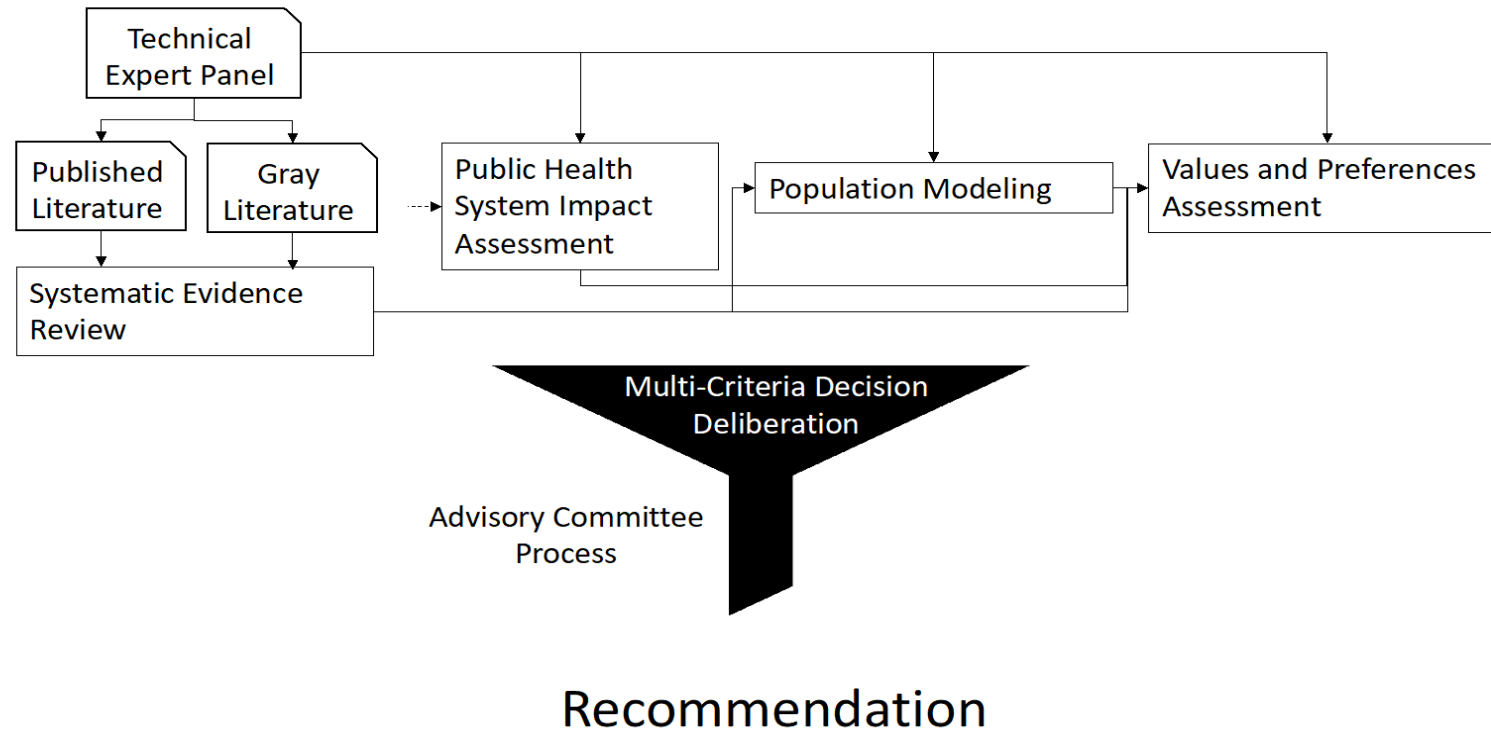 Technical
Expert Panel
Published
Literature
Gray
Literature
Public Health
System Impact
Assessment
Population Modeling
Values and Preferences
Assessment
Systematic Evidence
Review
Multi-Criteria Decision
Deliberation
Advisory Committee
Process
Recommendation